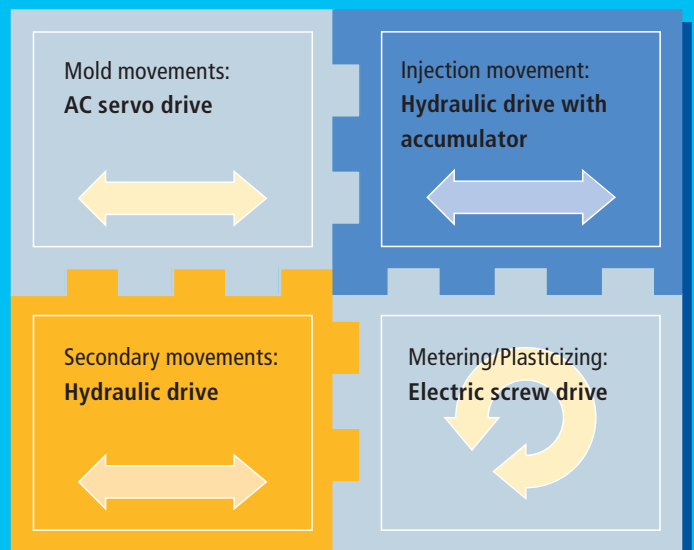 Mold movements:
AC servo drive
Injection movement:
Hydraulic drive with
accumulator
Secondary movements:
Hydraulic drive
Metering/Plasticizing:
Electric screw drive